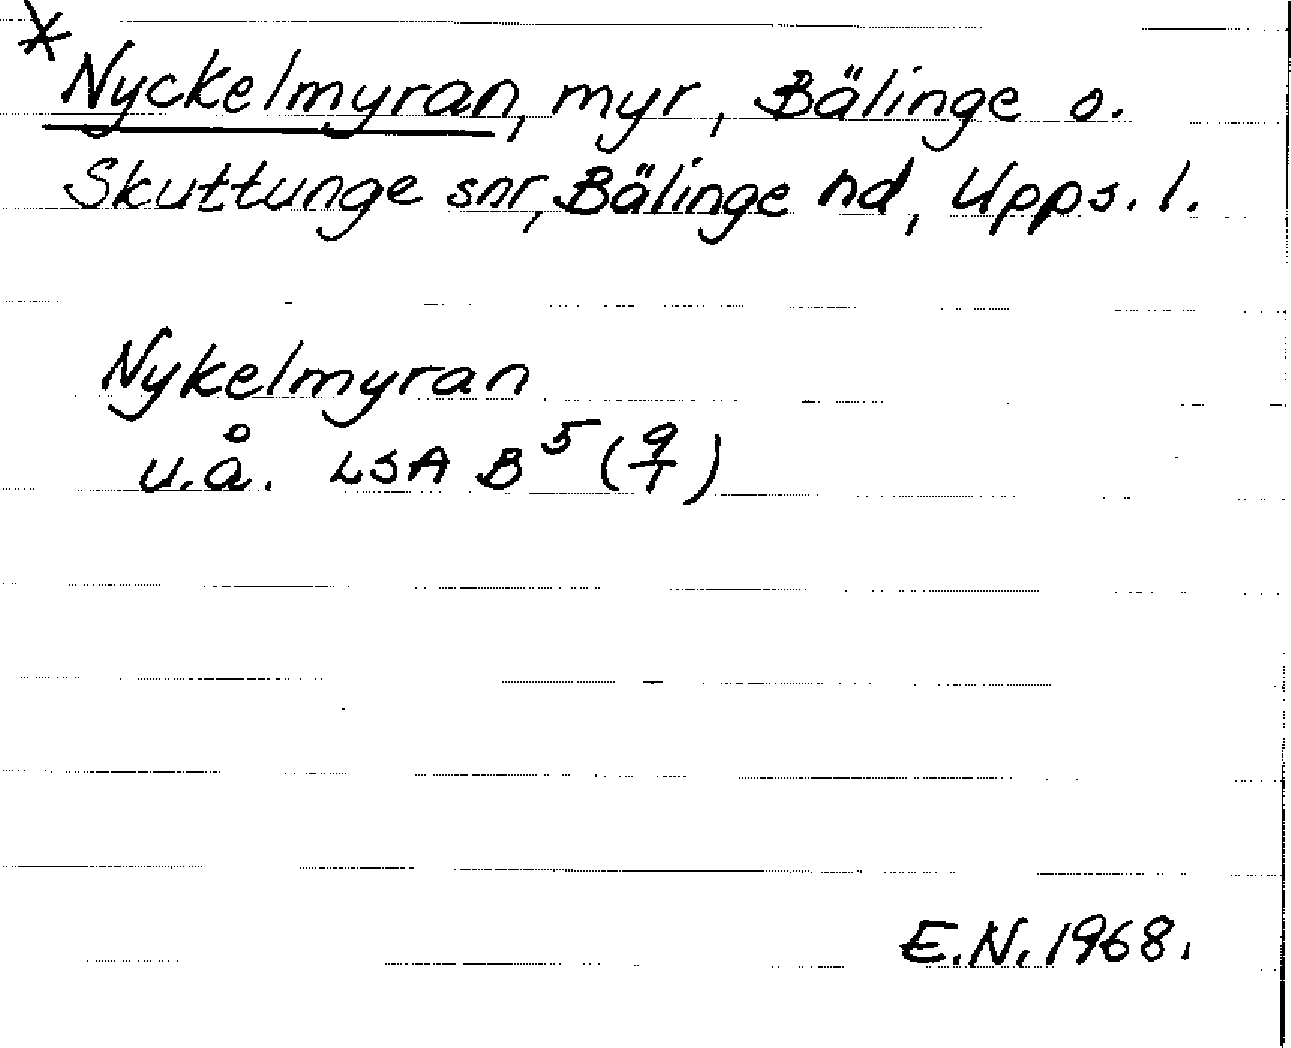 * Nyckelmyran, myr, Bälinge o.
Skuttunge snr, Bälinge hd, Upps. l.
Nykelmyran
u.å. LSA B⁵ (9/1)
E.N. 1968.